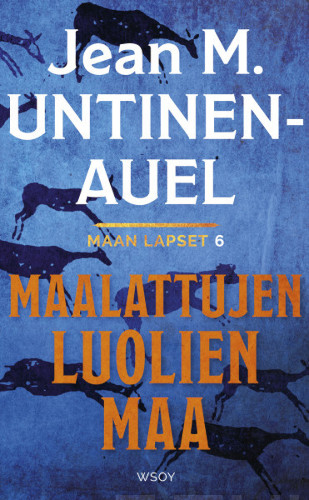 Jean M.
UNTINEN-
AUEL
MAAN LAPSET 6
MAALATTUJEN
LUOLIEN
MAA
WSOY